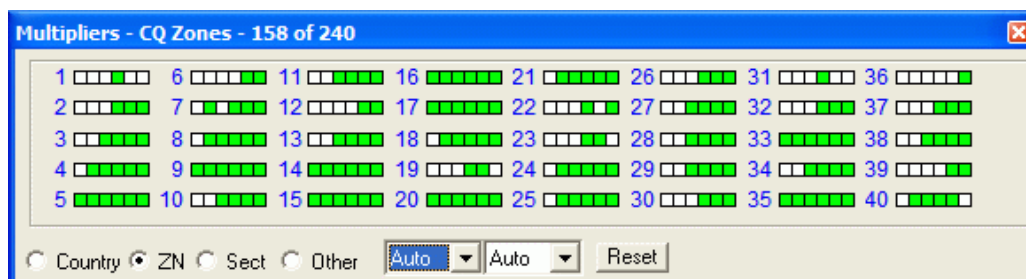 Multipliers - CQ Zones - 158 of 240
1 6 11 16 21 26 31 36
2 7 12 17 22 27 32 37
3 8 13 18 23 28 33 38
4 9 14 19 24 29 34 39
5 10 15 20 25 30 35 40
Country ZN Sect Other Auto Auto Reset